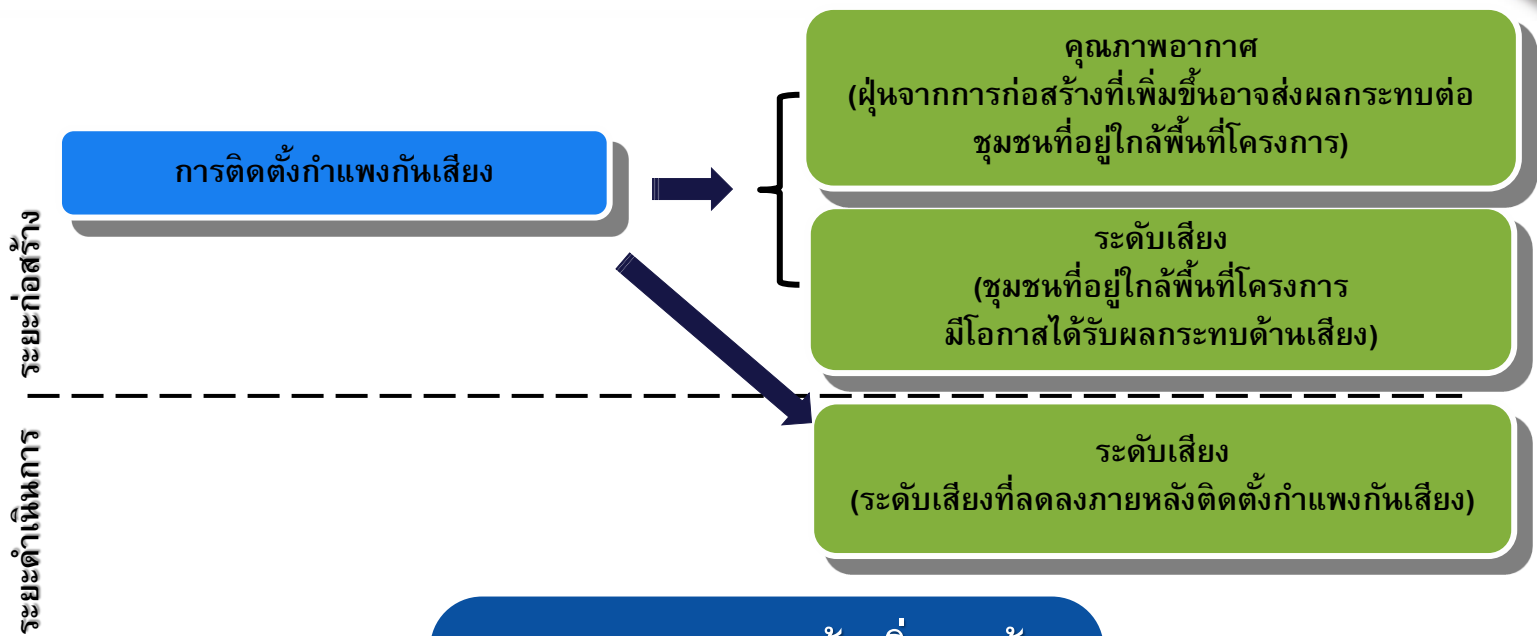 คุณภาพอากาศ
(ฝุ่นจากการก่อสร้างที่เพิ่มขึ้นอาจส่งผลกระทบต่อ
ชุมชนที่อยู่ใกล้พื้นที่โครงการ)
การติดตั้งกำแพงกันเสียง
ระยะก่อสร้าง
ระดับเสียง
(ชุมชนที่อยู่ใกล้พื้นที่โครงการ
มีโอกาสได้รับผลกระทบด้านเสียง)
ระยะดำเนินการ
ระดับเสียง
(ระดับเสียงที่ลดลงภายหลังติดตั้งกำแพงกันเสียง)